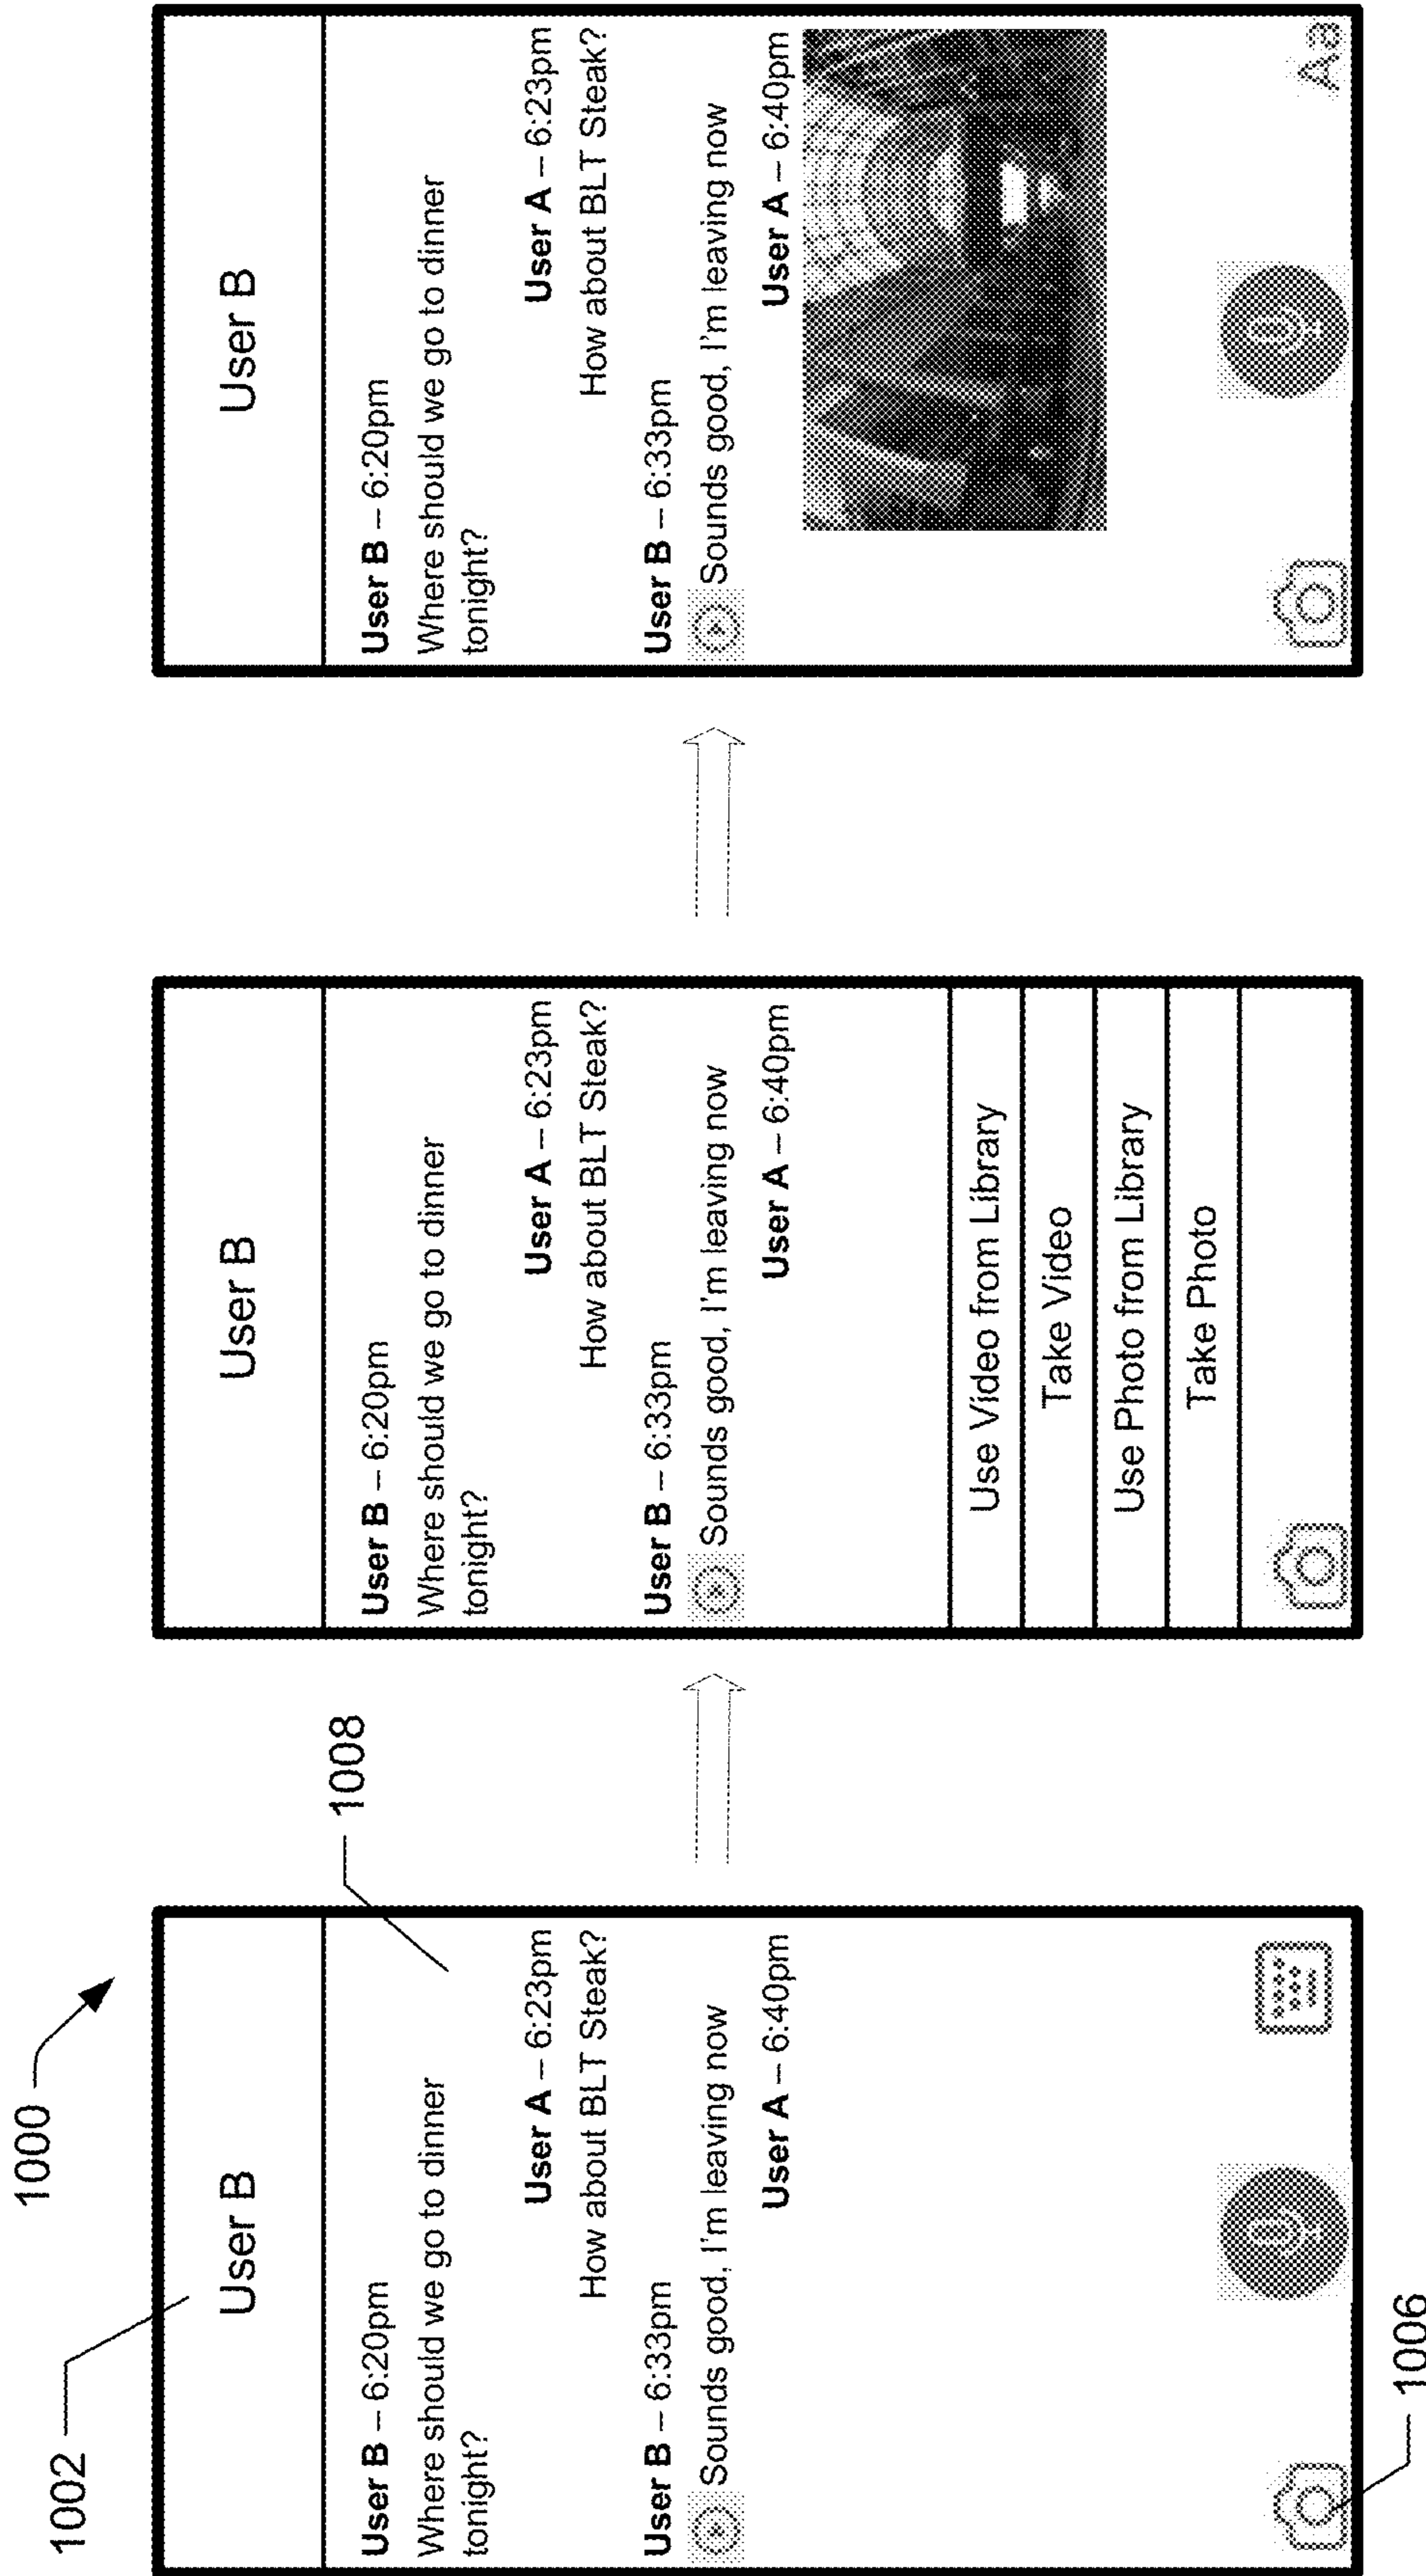 1000
1002
User B
1008
User B – 6:20pm
Where should we go to dinner
tonight?
User A – 6:23pm
How about BLT Steak?
User B – 6:33pm
Sounds good, I'm leaving now
User A – 6:40pm
1006
User B
User B – 6:20pm
Where should we go to dinner
tonight?
User A – 6:23pm
How about BLT Steak?
User B – 6:33pm
Sounds good, I'm leaving now
User A – 6:40pm
Use Video from Library
Take Video
Use Photo from Library
Take Photo
User B
User B – 6:20pm
Where should we go to dinner
tonight?
User A – 6:23pm
How about BLT Steak?
User B – 6:33pm
Sounds good, I'm leaving now
User A – 6:40pm
Aa